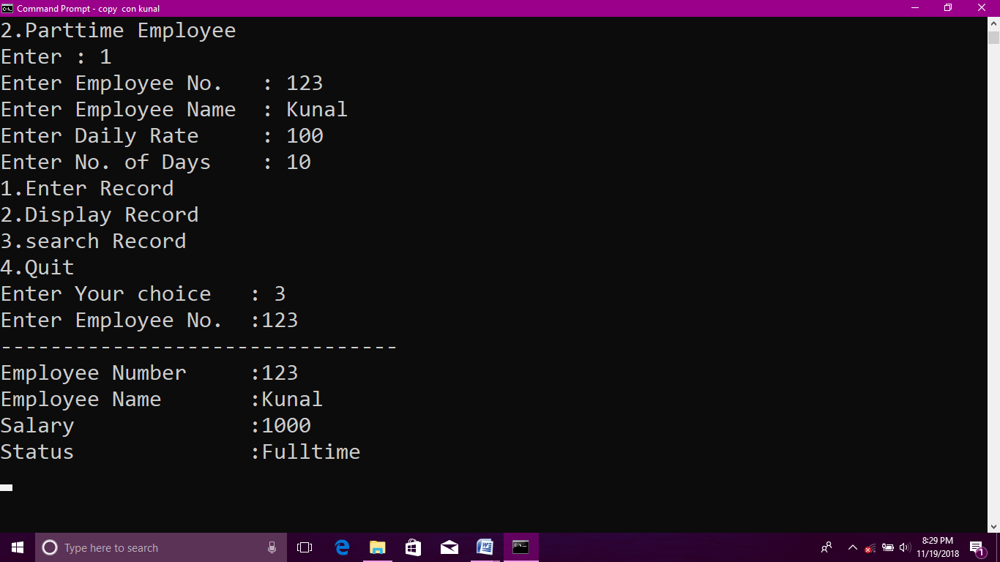 Command Prompt - copy  con kunal
2.Parttime Employee
Enter : 1
Enter Employee No.   : 123
Enter Employee Name  : Kunal
Enter Daily Rate     : 100
Enter No. of Days    : 10
1.Enter Record
2.Display Record
3.search Record
4.Quit
Enter Your choice   : 3
Enter Employee No.  :123
--------------------------------
Employee Number     :123
Employee Name       :Kunal
Salary              :1000
Status              :Fulltime
Type here to search
8:29 PM
11/19/2018
1